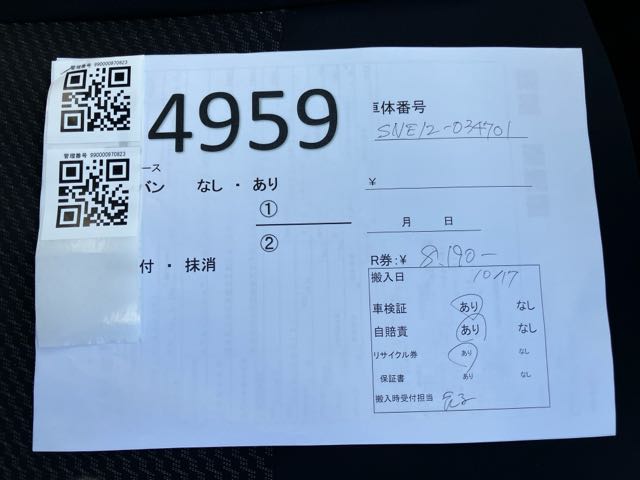 管理番号 990000870823
管理番号 990000870823
4959
ース
バン なし ・ あり
①
②
付 ・ 抹消
車体番号
SNE12-034701
¥
月 日
R券:¥ 8,190-
搬入日 10/17
車検証 あり なし
自賠責 あり なし
リサイクル券 あり なし
保証書 あり なし
搬入時受付担当